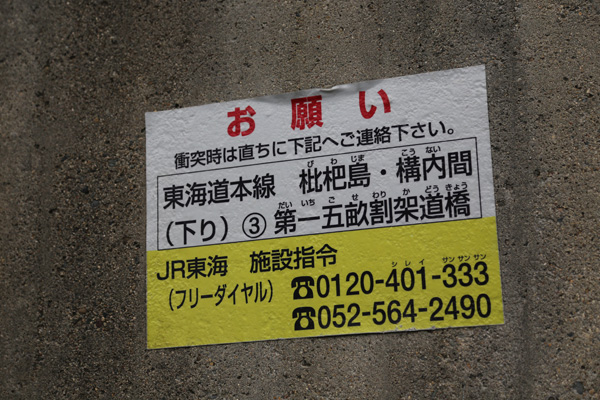 お願い
衝突時は直ちに下記へご連絡下さい。
びわじま こうない
東海道本線 枇杷島・構内間
だいいちごせわりかどうきょう
(下り) ③ 第一五畝割架道橋
JR東海 施設指令
シレイ サンサンサン
(フリーダイヤル) ☎0120-401-333
☎052-564-2490